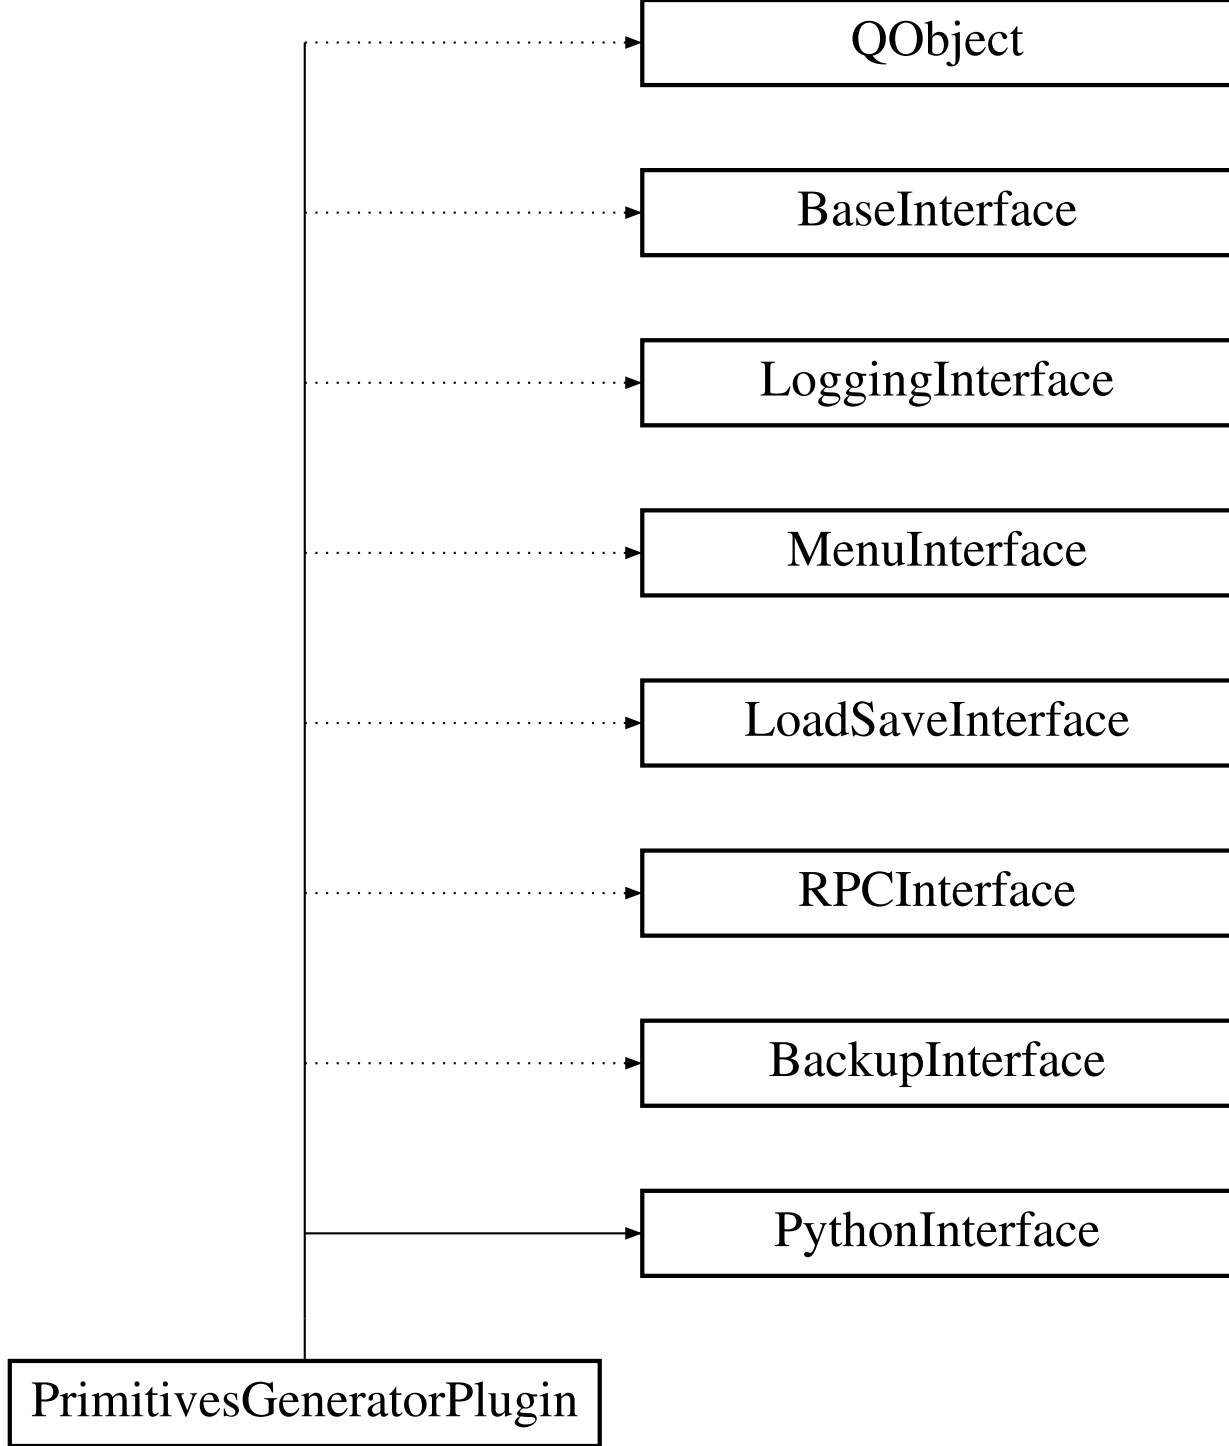 QObject
BaseInterface
LoggingInterface
MenuInterface
LoadSaveInterface
RPCInterface
BackupInterface
PythonInterface
PrimitivesGeneratorPlugin